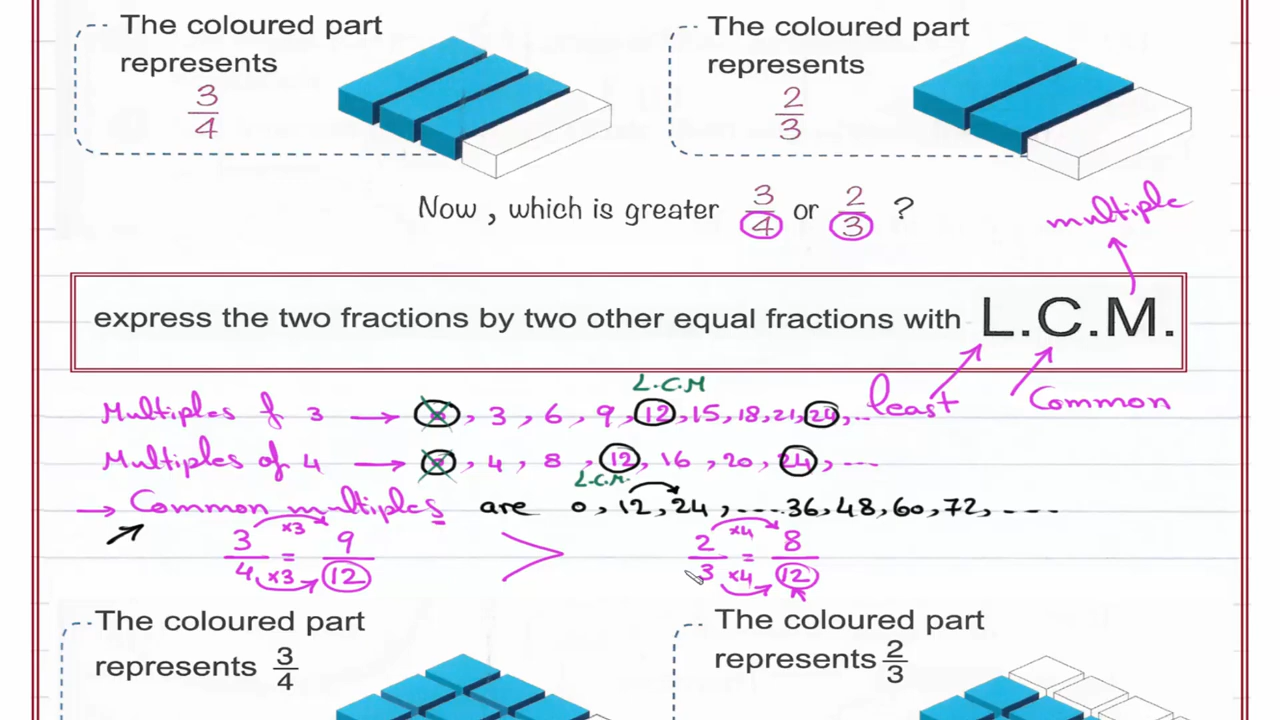 The coloured part
represents
3/4
The coloured part
represents
2/3
Now, which is greater 3/4 or 2/3 ?
multiple
express the two fractions by two other equal fractions with L.C.M.
least
Common
L.C.M
Multiples of 3 → 0, 3, 6, 9, 12, 15, 18, 21, 24, ...
Multiples of 4 → 0, 4, 8, 12, 16, 20, 24, ....
L.C.M.
→ Common multiples are 0, 12, 24, .... 36, 48, 60, 72, ....
3/4 = 9/12 ×3 ×3 > 2/3 = 8/12 ×4 ×4
The coloured part
represents 3/4
The coloured part
represents 2/3